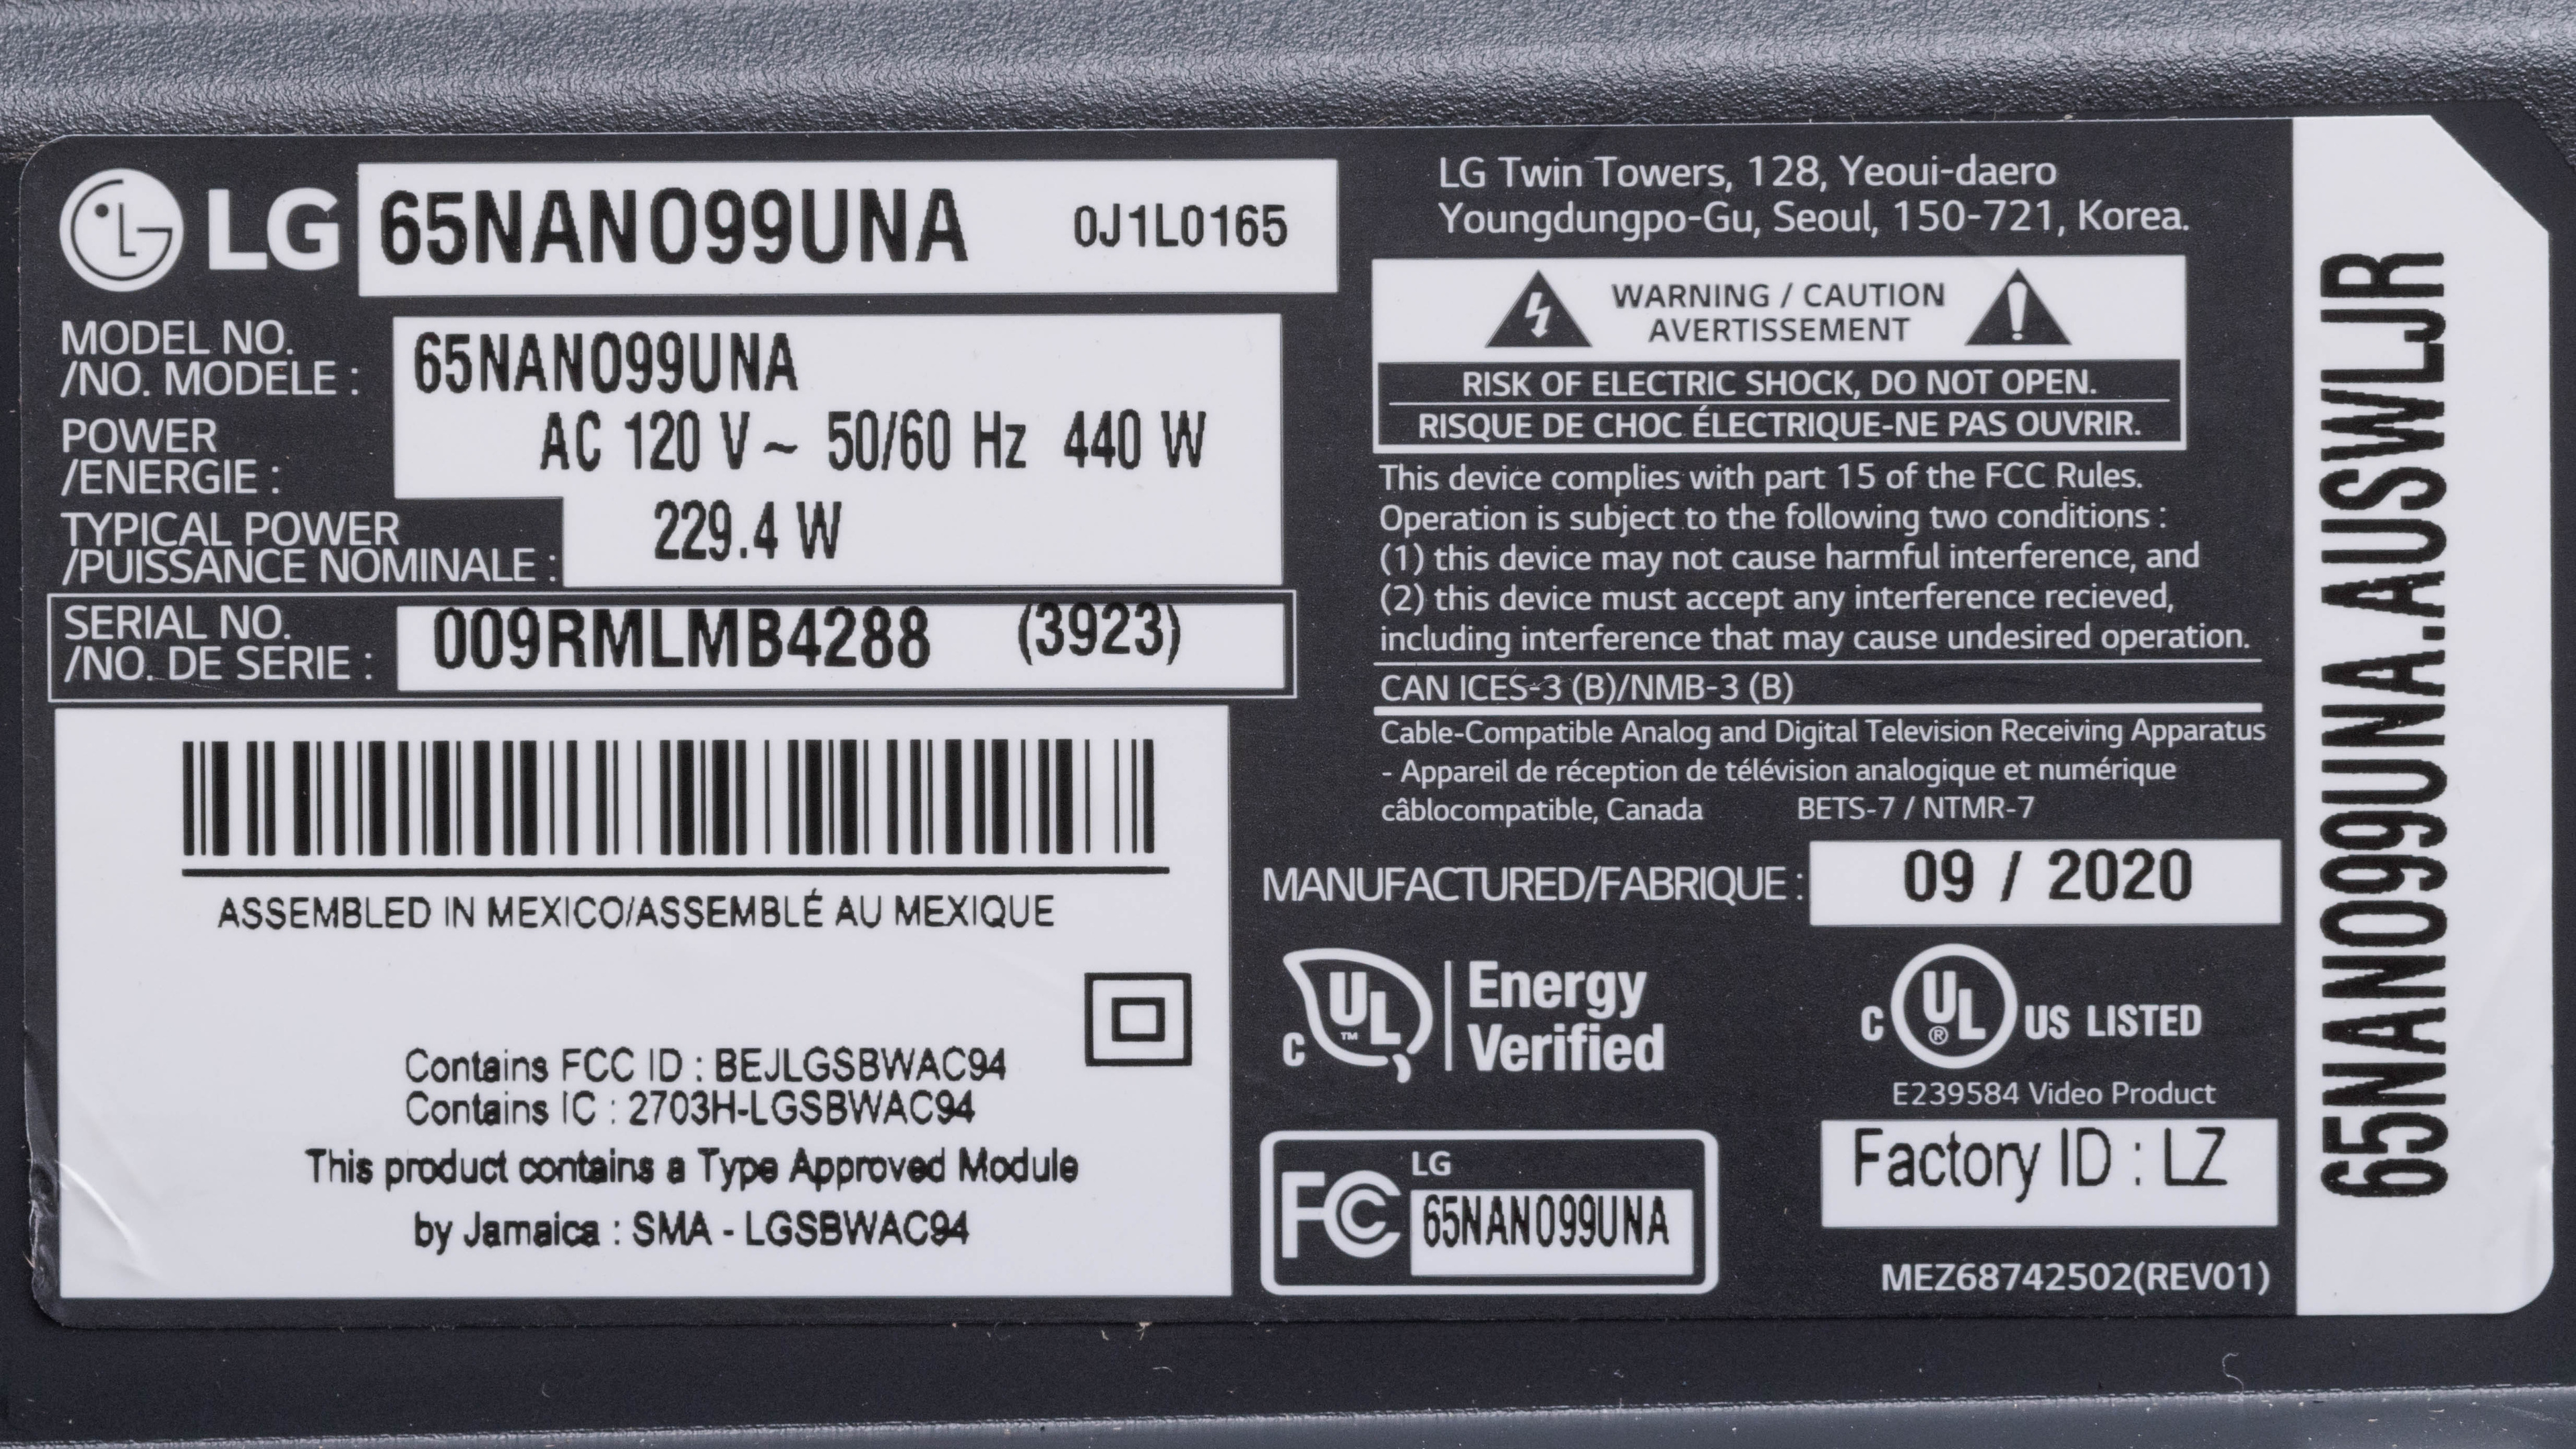 LG 65NANO99UNA 0J1L0165
MODEL NO.
/NO. MODELE : 65NANO99UNA
POWER
/ENERGIE : AC 120 V ~ 50/60 Hz 440 W
TYPICAL POWER
/PUISSANCE NOMINALE : 229.4 W
SERIAL NO.
/NO. DE SERIE : 009RMLMB4288 (3923)
ASSEMBLED IN MEXICO/ASSEMBLÉ AU MEXIQUE
Contains FCC ID : BEJLGSBWAC94
Contains IC : 2703H-LGSBWAC94
This product contains a Type Approved Module
by Jamaica : SMA - LGSBWAC94
LG Twin Towers, 128, Yeoui-daero
Youngdungpo-Gu, Seoul, 150-721, Korea.
WARNING / CAUTION
AVERTISSEMENT
RISK OF ELECTRIC SHOCK, DO NOT OPEN.
RISQUE DE CHOC ÉLECTRIQUE-NE PAS OUVRIR.
This device complies with part 15 of the FCC Rules.
Operation is subject to the following two conditions :
(1) this device may not cause harmful interference, and
(2) this device must accept any interference recieved,
including interference that may cause undesired operation.
CAN ICES-3 (B)/NMB-3 (B)
Cable-Compatible Analog and Digital Television Receiving Apparatus
- Appareil de réception de télévision analogique et numérique
câblocompatible, Canada BETS-7 / NTMR-7
MANUFACTURED/FABRIQUE : 09 / 2020
C UL TM Energy
Verified
C UL ® US LISTED
E239584 Video Product
FC LG
65NANO99UNA
Factory ID : LZ
MEZ68742502(REV01)
65NANO99UNA.AUSWLJR